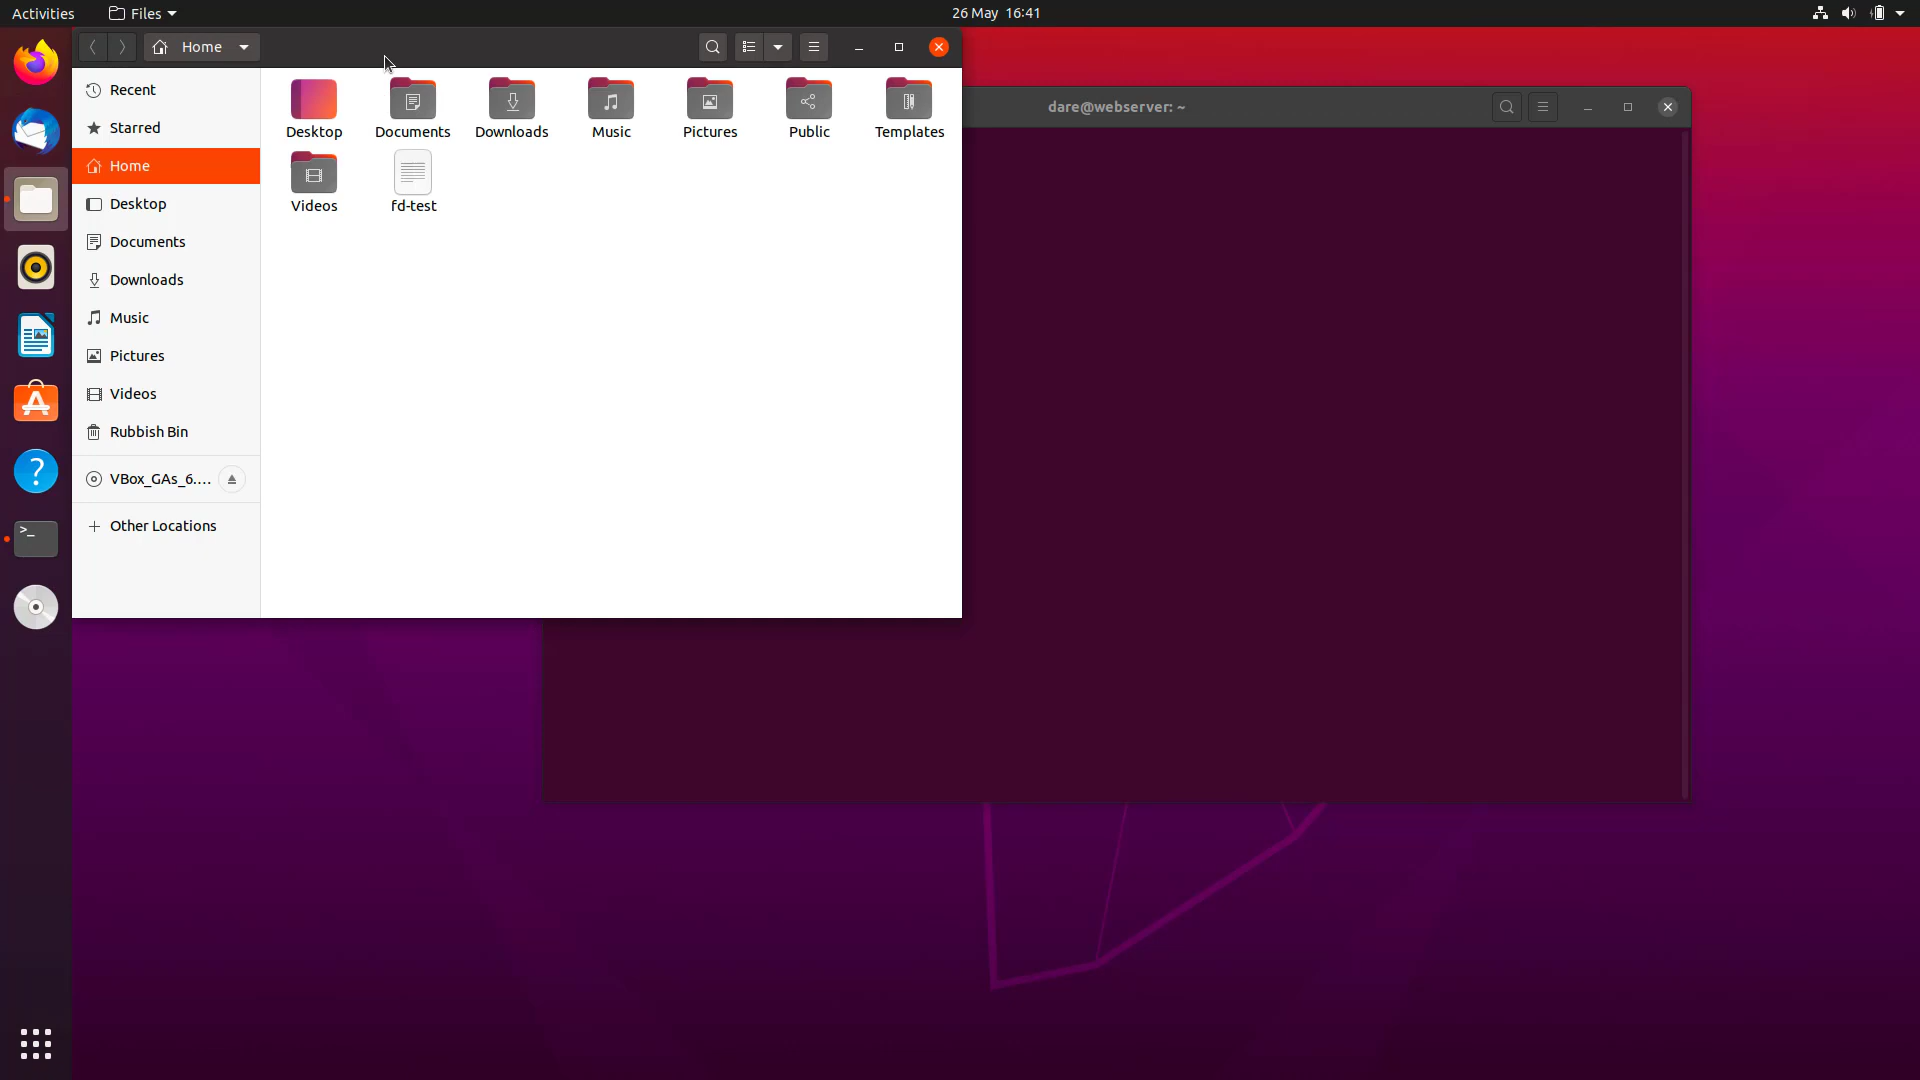 Activities Files 26 May 16:41
Home
dare@webserver: ~
Recent
Starred
Home
Desktop
Documents
Downloads
Music
Pictures
Videos
Rubbish Bin
VBox_GAs_6....
Other Locations
Desktop Documents Downloads Music Pictures Public Templates
Videos fd-test